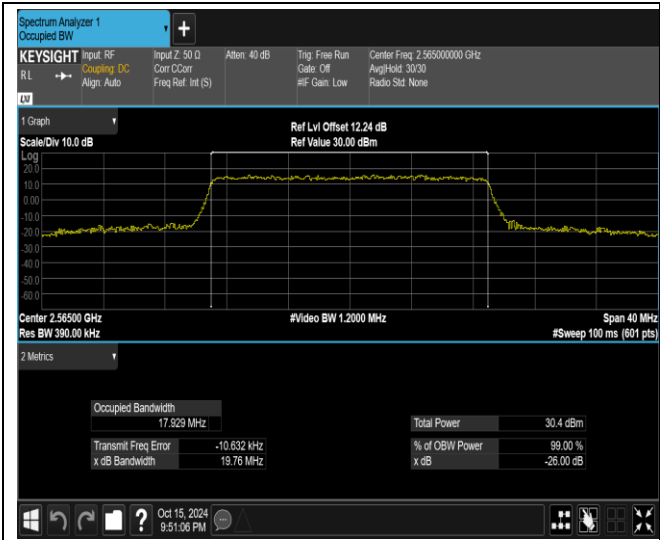 Spectrum Analyzer 1
Occupied BW
KEYSIGHT Input: RF Input Z: 50 Ω Atten: 40 dB Trig: Free Run Center Freq: 2.565000000 GHz
RL Coupling: DC Corr CCorr Gate: Off Avg|Hold: 30/30
Align: Auto Freq Ref: Int (S) #IF Gain: Low Radio Std: None
LXI
1 Graph Ref Lvl Offset 12.24 dB
Scale/Div 10.0 dB Ref Value 30.00 dBm
Log
20.0
10.0
0.00
-10.0
-20.0
-30.0
-40.0
-50.0
-60.0
Center 2.56500 GHz #Video BW 1.2000 MHz Span 40 MHz
Res BW 390.00 kHz #Sweep 100 ms (601 pts)
2 Metrics
Occupied Bandwidth
17.929 MHz Total Power 30.4 dBm
Transmit Freq Error -10.632 kHz % of OBW Power 99.00 %
x dB Bandwidth 19.76 MHz x dB -26.00 dB
Oct 15, 2024
9:51:06 PM